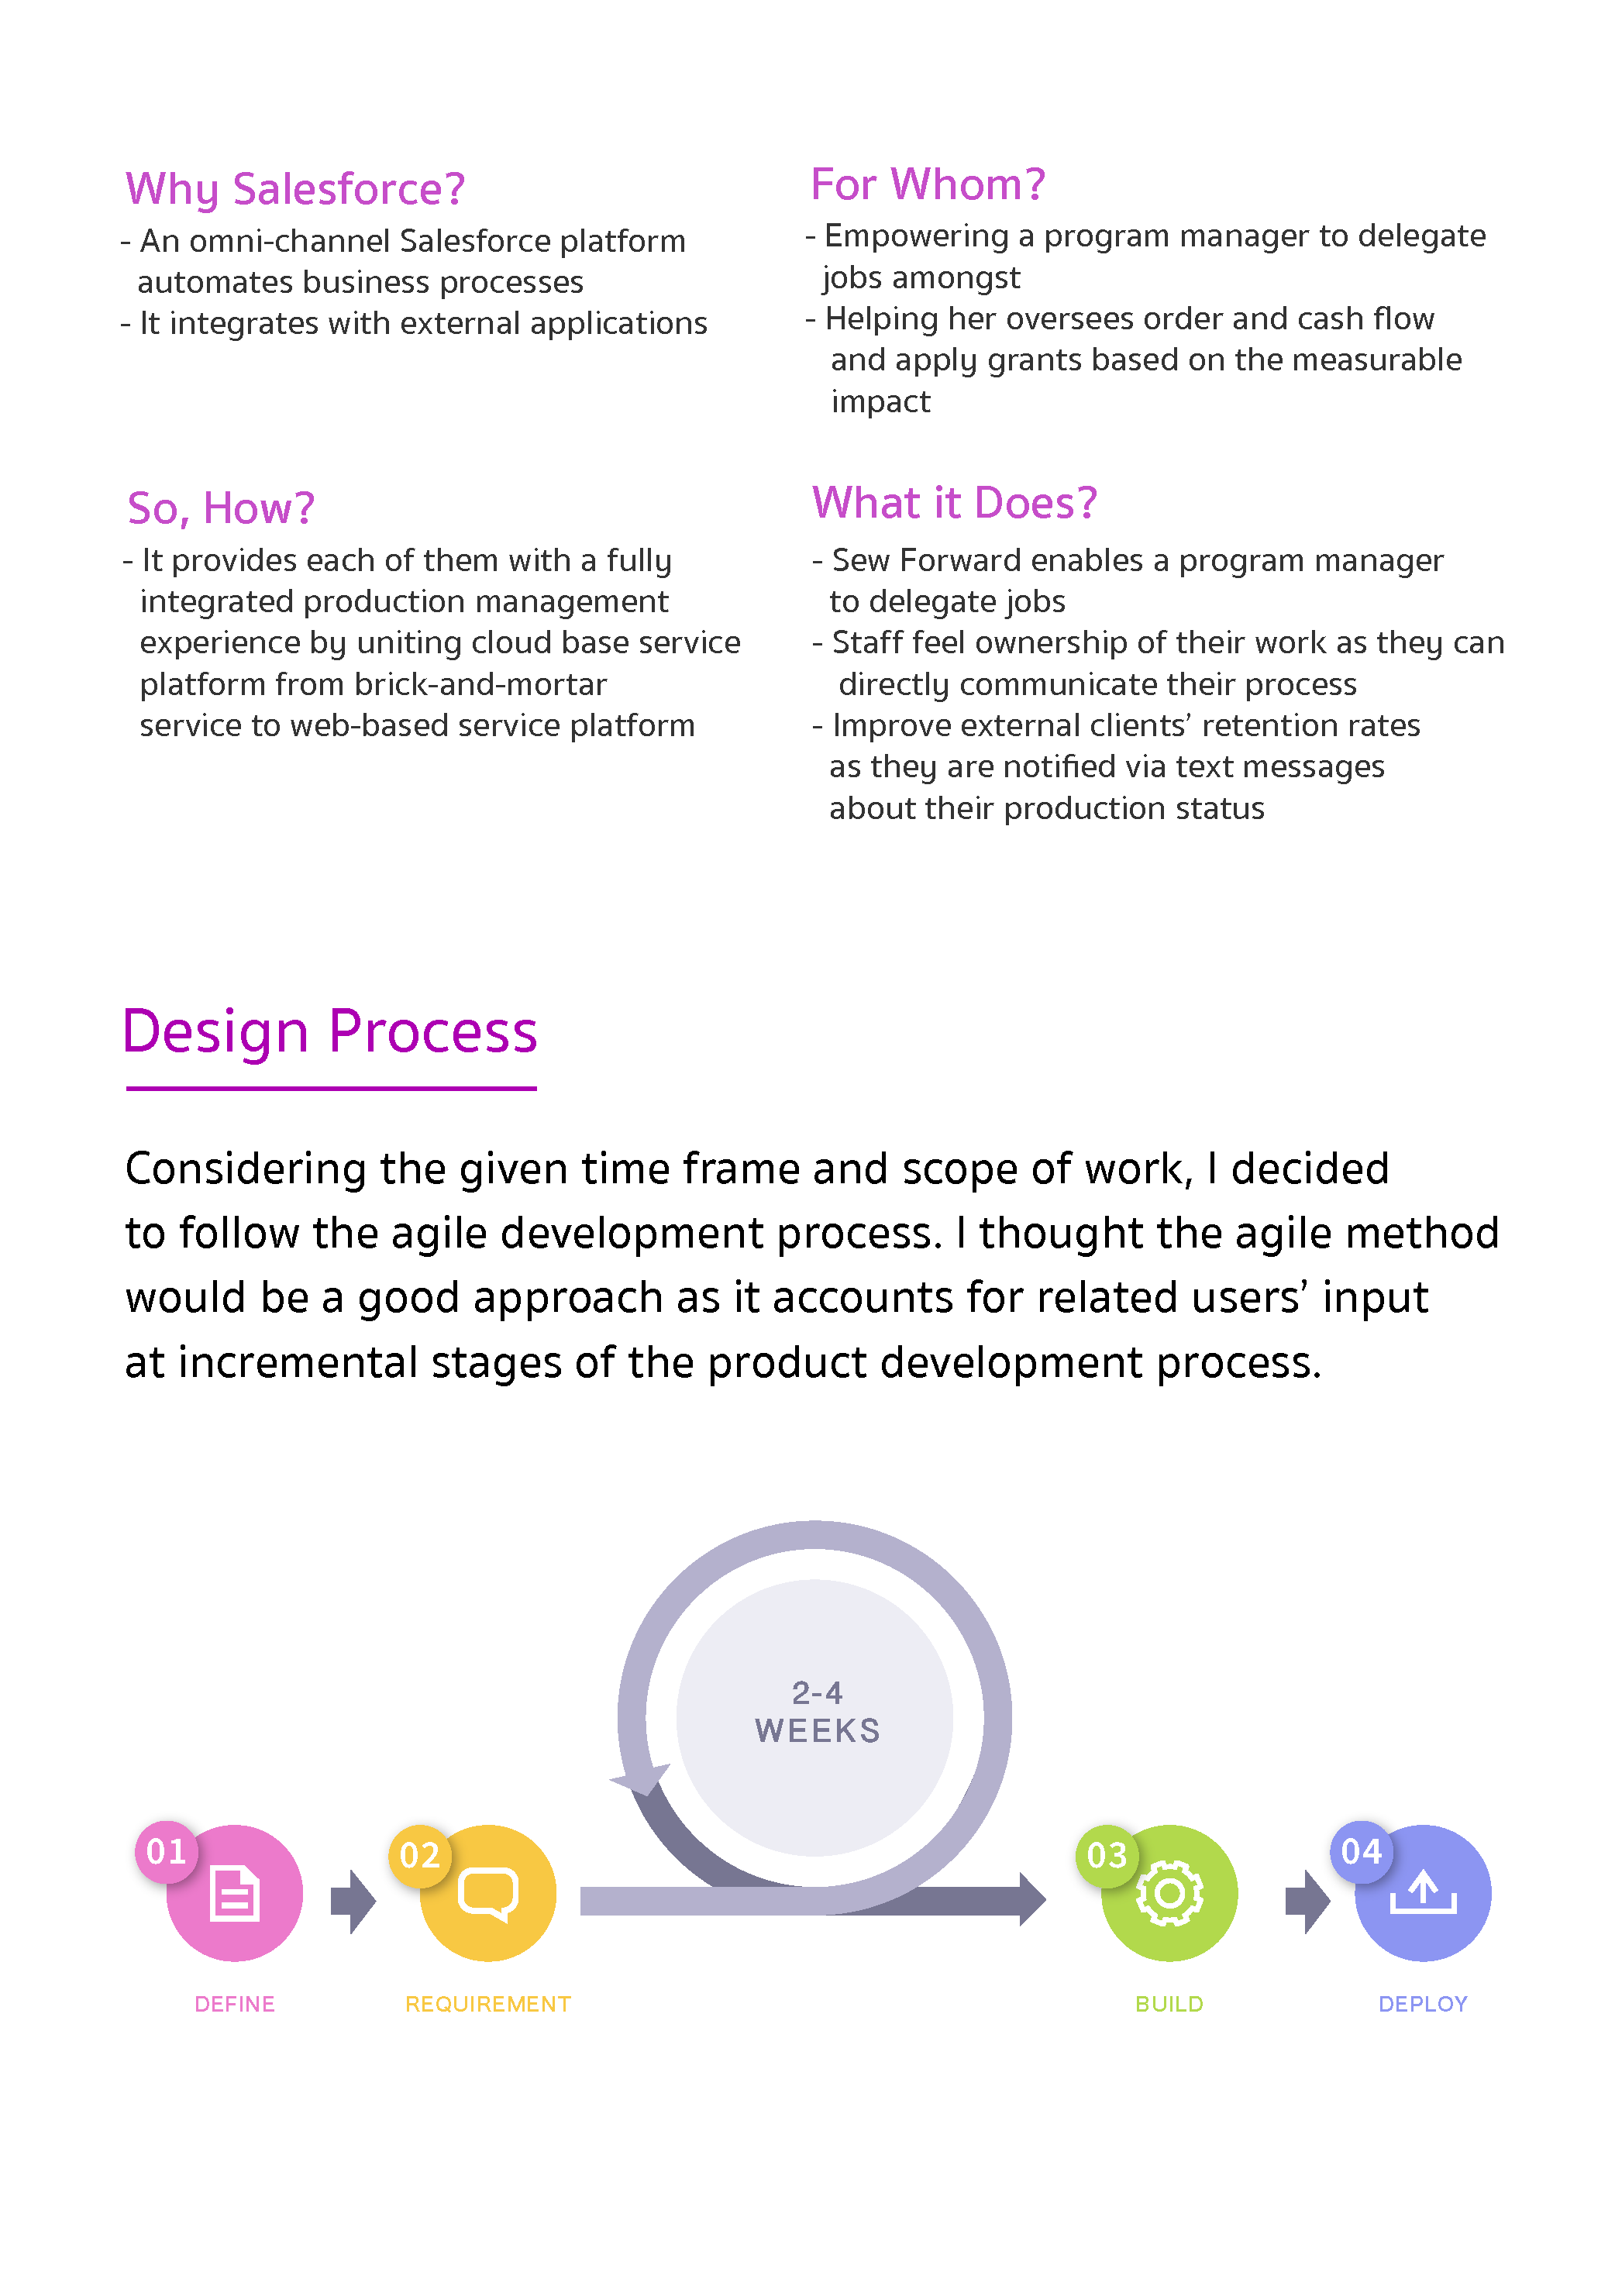 Why Salesforce?
- An omni-channel Salesforce platform
automates business processes
- It integrates with external applications
For Whom?
- Empowering a program manager to delegate
jobs amongst
- Helping her oversees order and cash flow
and apply grants based on the measurable
impact
So, How?
- It provides each of them with a fully
integrated production management
experience by uniting cloud base service
platform from brick-and-mortar
service to web-based service platform
What it Does?
- Sew Forward enables a program manager
to delegate jobs
- Staff feel ownership of their work as they can
directly communicate their process
- Improve external clients’ retention rates
as they are notified via text messages
about their production status
Design Process
Considering the given time frame and scope of work, I decided
to follow the agile development process. I thought the agile method
would be a good approach as it accounts for related users’ input
at incremental stages of the product development process.
2-4
WEEKS
01
02
03
04
DEFINE
REQUIREMENT
BUILD
DEPLOY